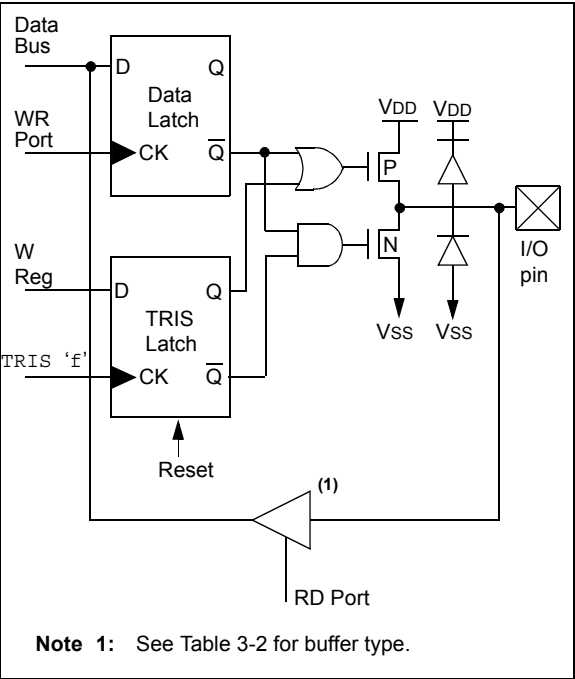 Data
Bus
D
Q
Data
Latch
WR
Port
CK
Q̅
VDD
VDD
P
N
I/O
pin
W
Reg
D
Q
TRIS
Latch
VSS
VSS
TRIS ‘f’
CK
Q̅
Reset
(1)
RD Port
Note 1: See Table 3-2 for buffer type.